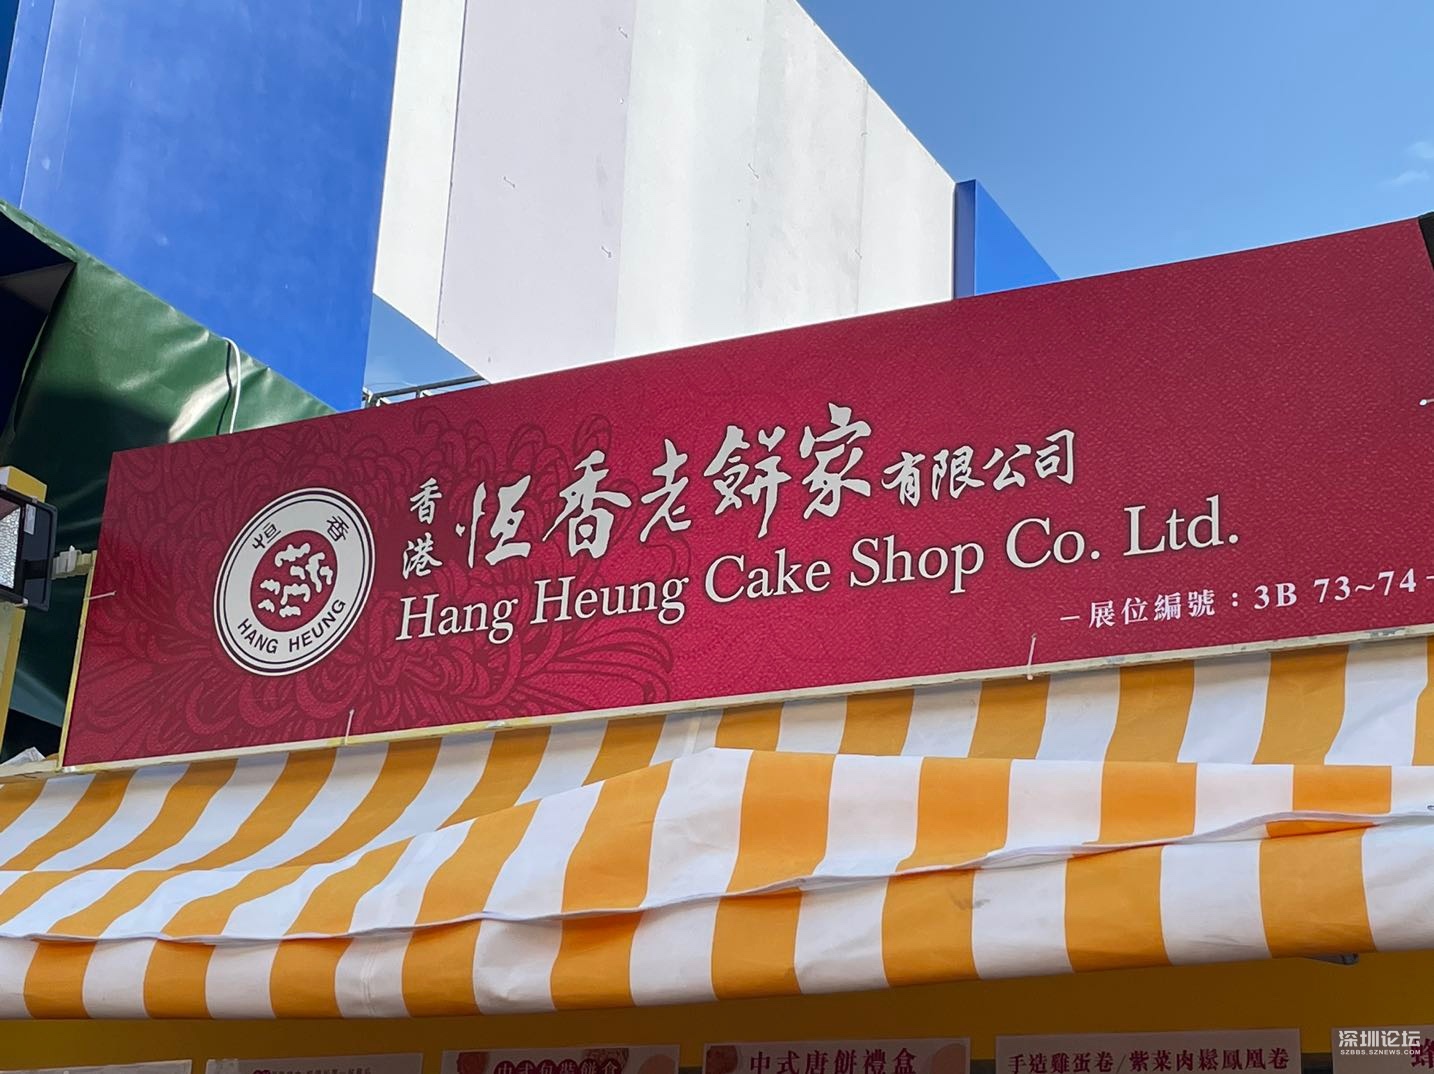 恒香
HANG HEUNG
香港恆香老餅家有限公司
Hang Heung Cake Shop Co. Ltd.
－展位編號：3B 73~74－
中式唐餅禮盒
手造雞蛋卷/紫菜肉鬆鳳凰卷
深圳论坛
SZBBS.SZNEWS.COM